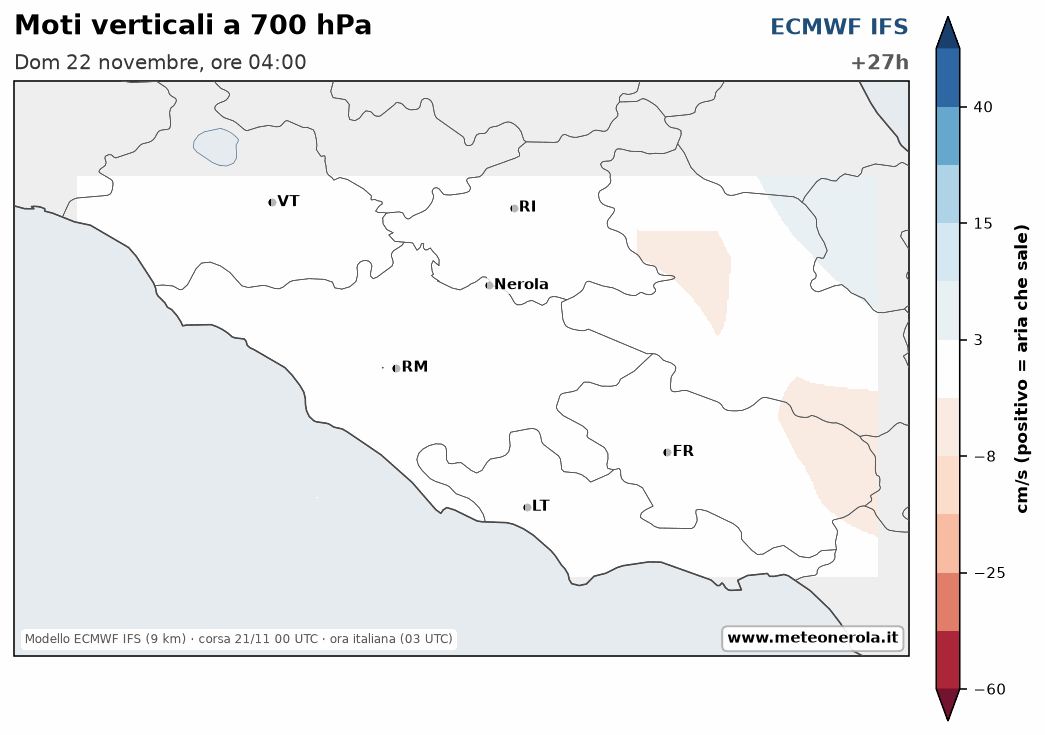 Moti verticali a 700 hPa
ECMWF IFS
Dom 22 novembre, ore 04:00
+27h
VT
RI
Nerola
RM
FR
LT
40
15
3
−8
−25
−60
cm/s (positivo = aria che sale)
Modello ECMWF IFS (9 km) · corsa 21/11 00 UTC · ora italiana (03 UTC)
www.meteonerola.it